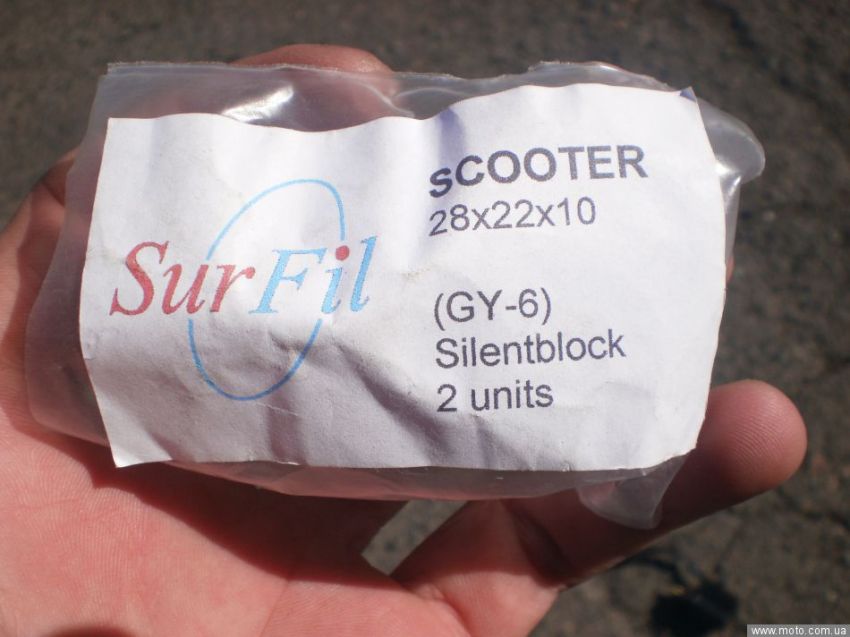 SurFil
sCOOTER
28x22x10
(GY-6)
Silentblock
2 units
www.moto.com.ua